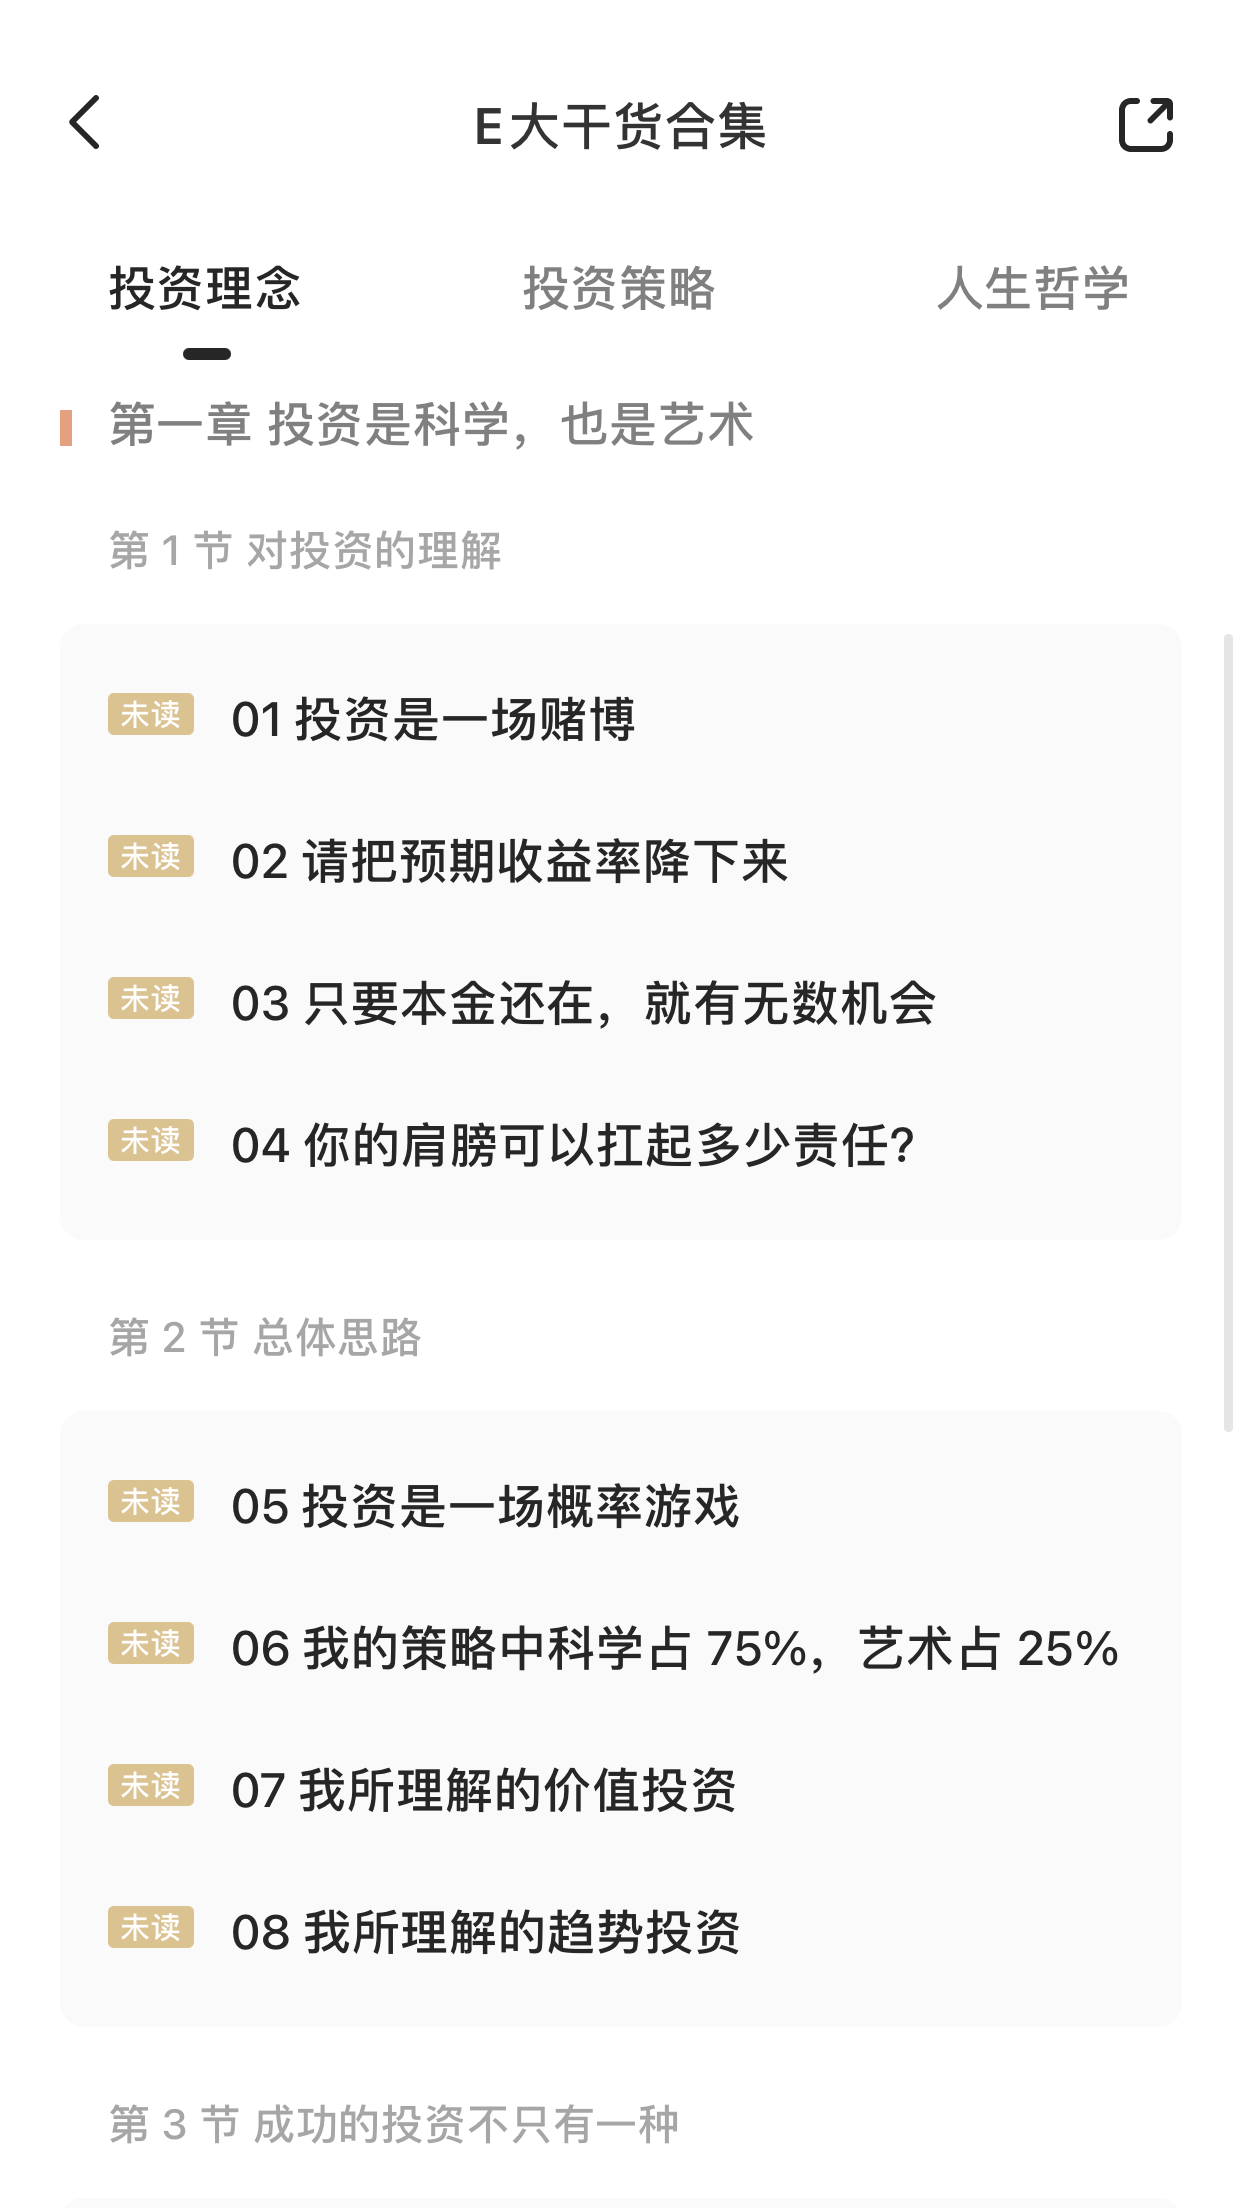 E大干货合集
投资理念 投资策略 人生哲学
第一章 投资是科学，也是艺术
第 1 节 对投资的理解
未读 01 投资是一场赌博
未读 02 请把预期收益率降下来
未读 03 只要本金还在，就有无数机会
未读 04 你的肩膀可以扛起多少责任?
第 2 节 总体思路
未读 05 投资是一场概率游戏
未读 06 我的策略中科学占 75%，艺术占 25%
未读 07 我所理解的价值投资
未读 08 我所理解的趋势投资
第 3 节 成功的投资不只有一种